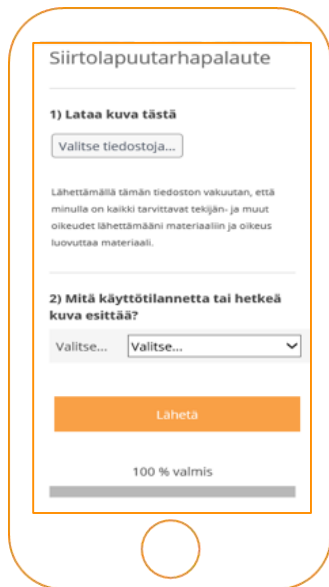 Siirtolapuutarhapalaute
1) Lataa kuva tästä
Valitse tiedostoja...
Lähettämällä tämän tiedoston vakuutan, että
minulla on kaikki tarvittavat tekijän- ja muut
oikeudet lähettämääni materiaaliin ja oikeus
luovuttaa materiaali.
2) Mitä käyttötilannetta tai hetkeä
kuva esittää?
Valitse... Valitse...
Lähetä
100 % valmis